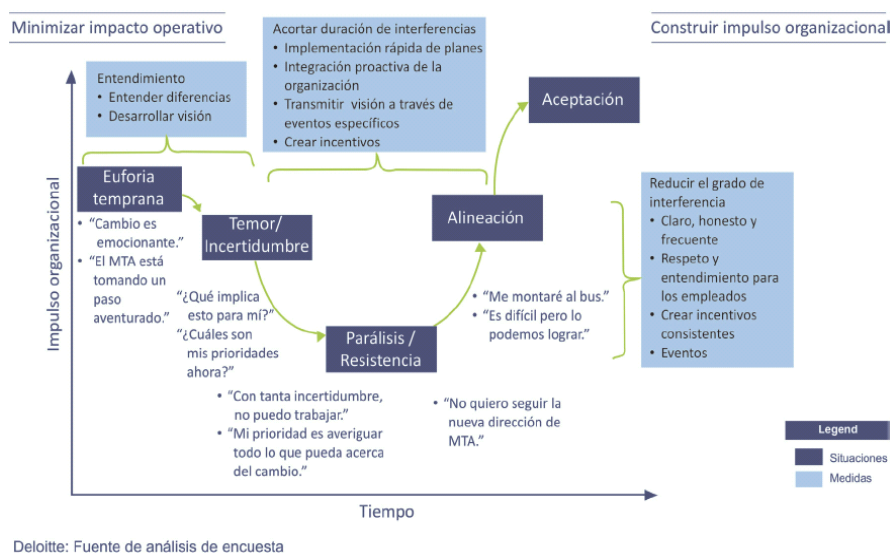 Minimizar impacto operativo
Construir impulso organizacional
Acortar duración de interferencias
• Implementación rápida de planes
• Integración proactiva de la
organización
• Transmitir visión a través de
eventos específicos
• Crear incentivos
Entendimiento
• Entender diferencias
• Desarrollar visión
Aceptación
Euforia
temprana
Temor/
Incertidumbre
Alineación
Parálisis /
Resistencia
• “Cambio es
emocionante.”
• “El MTA está
tomando un
paso
aventurado.”
“¿Qué implica
esto para mí?”
“¿Cuáles son
mis prioridades
ahora?”
• “Con tanta incertidumbre,
no puedo trabajar.”
• “Mi prioridad es averiguar
todo lo que pueda acerca
del cambio.”
• “Me montaré al bus.”
• “Es difícil pero lo
podemos lograr.”
• “No quiero seguir la
nueva dirección de
MTA.”
Reducir el grado de
interferencia
• Claro, honesto y
frecuente
• Respeto y
entendimiento para
los empleados
• Crear incentivos
consistentes
• Eventos
Impulso organizacional
Tiempo
Legend
Situaciones
Medidas
Deloitte: Fuente de análisis de encuesta